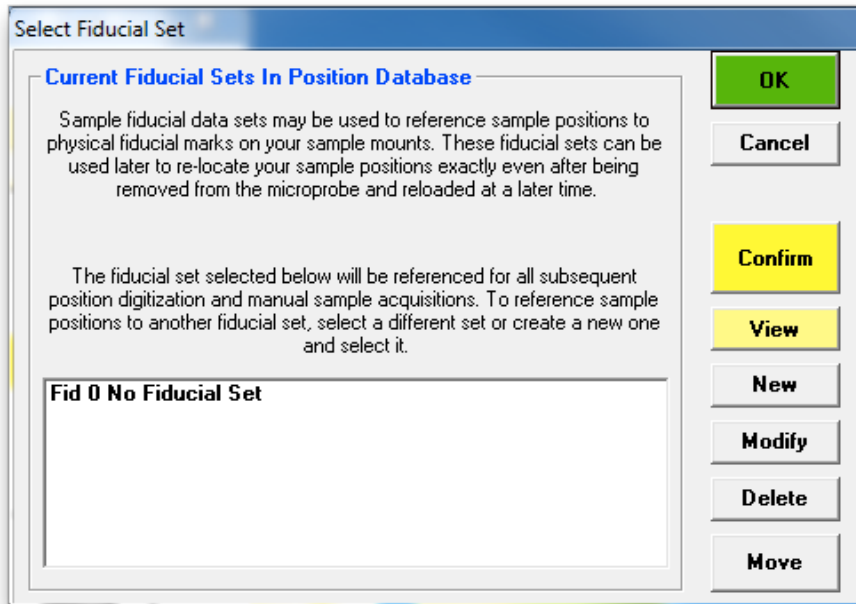 Select Fiducial Set
Current Fiducial Sets In Position Database
Sample fiducial data sets may be used to reference sample positions to
physical fiducial marks on your sample mounts. These fiducial sets can be
used later to re-locate your sample positions exactly even after being
removed from the microprobe and reloaded at a later time.
The fiducial set selected below will be referenced for all subsequent
position digitization and manual sample acquisitions. To reference sample
positions to another fiducial set, select a different set or create a new one
and select it.
Fid 0 No Fiducial Set
OK
Cancel
Confirm
View
New
Modify
Delete
Move